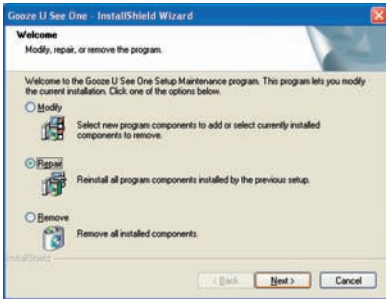 Gooze U See One - InstallShield Wizard
Welcome
Modify, repair, or remove the program.
Welcome to the Gooze U See One Setup Maintenance program. This program lets you modify
the current installation. Click one of the options below.
Modify
Select new program components to add or select currently installed
components to remove.
Repair
Reinstall all program components installed by the previous setup.
Remove
Remove all installed components.
InstallShield
< Back Next > Cancel